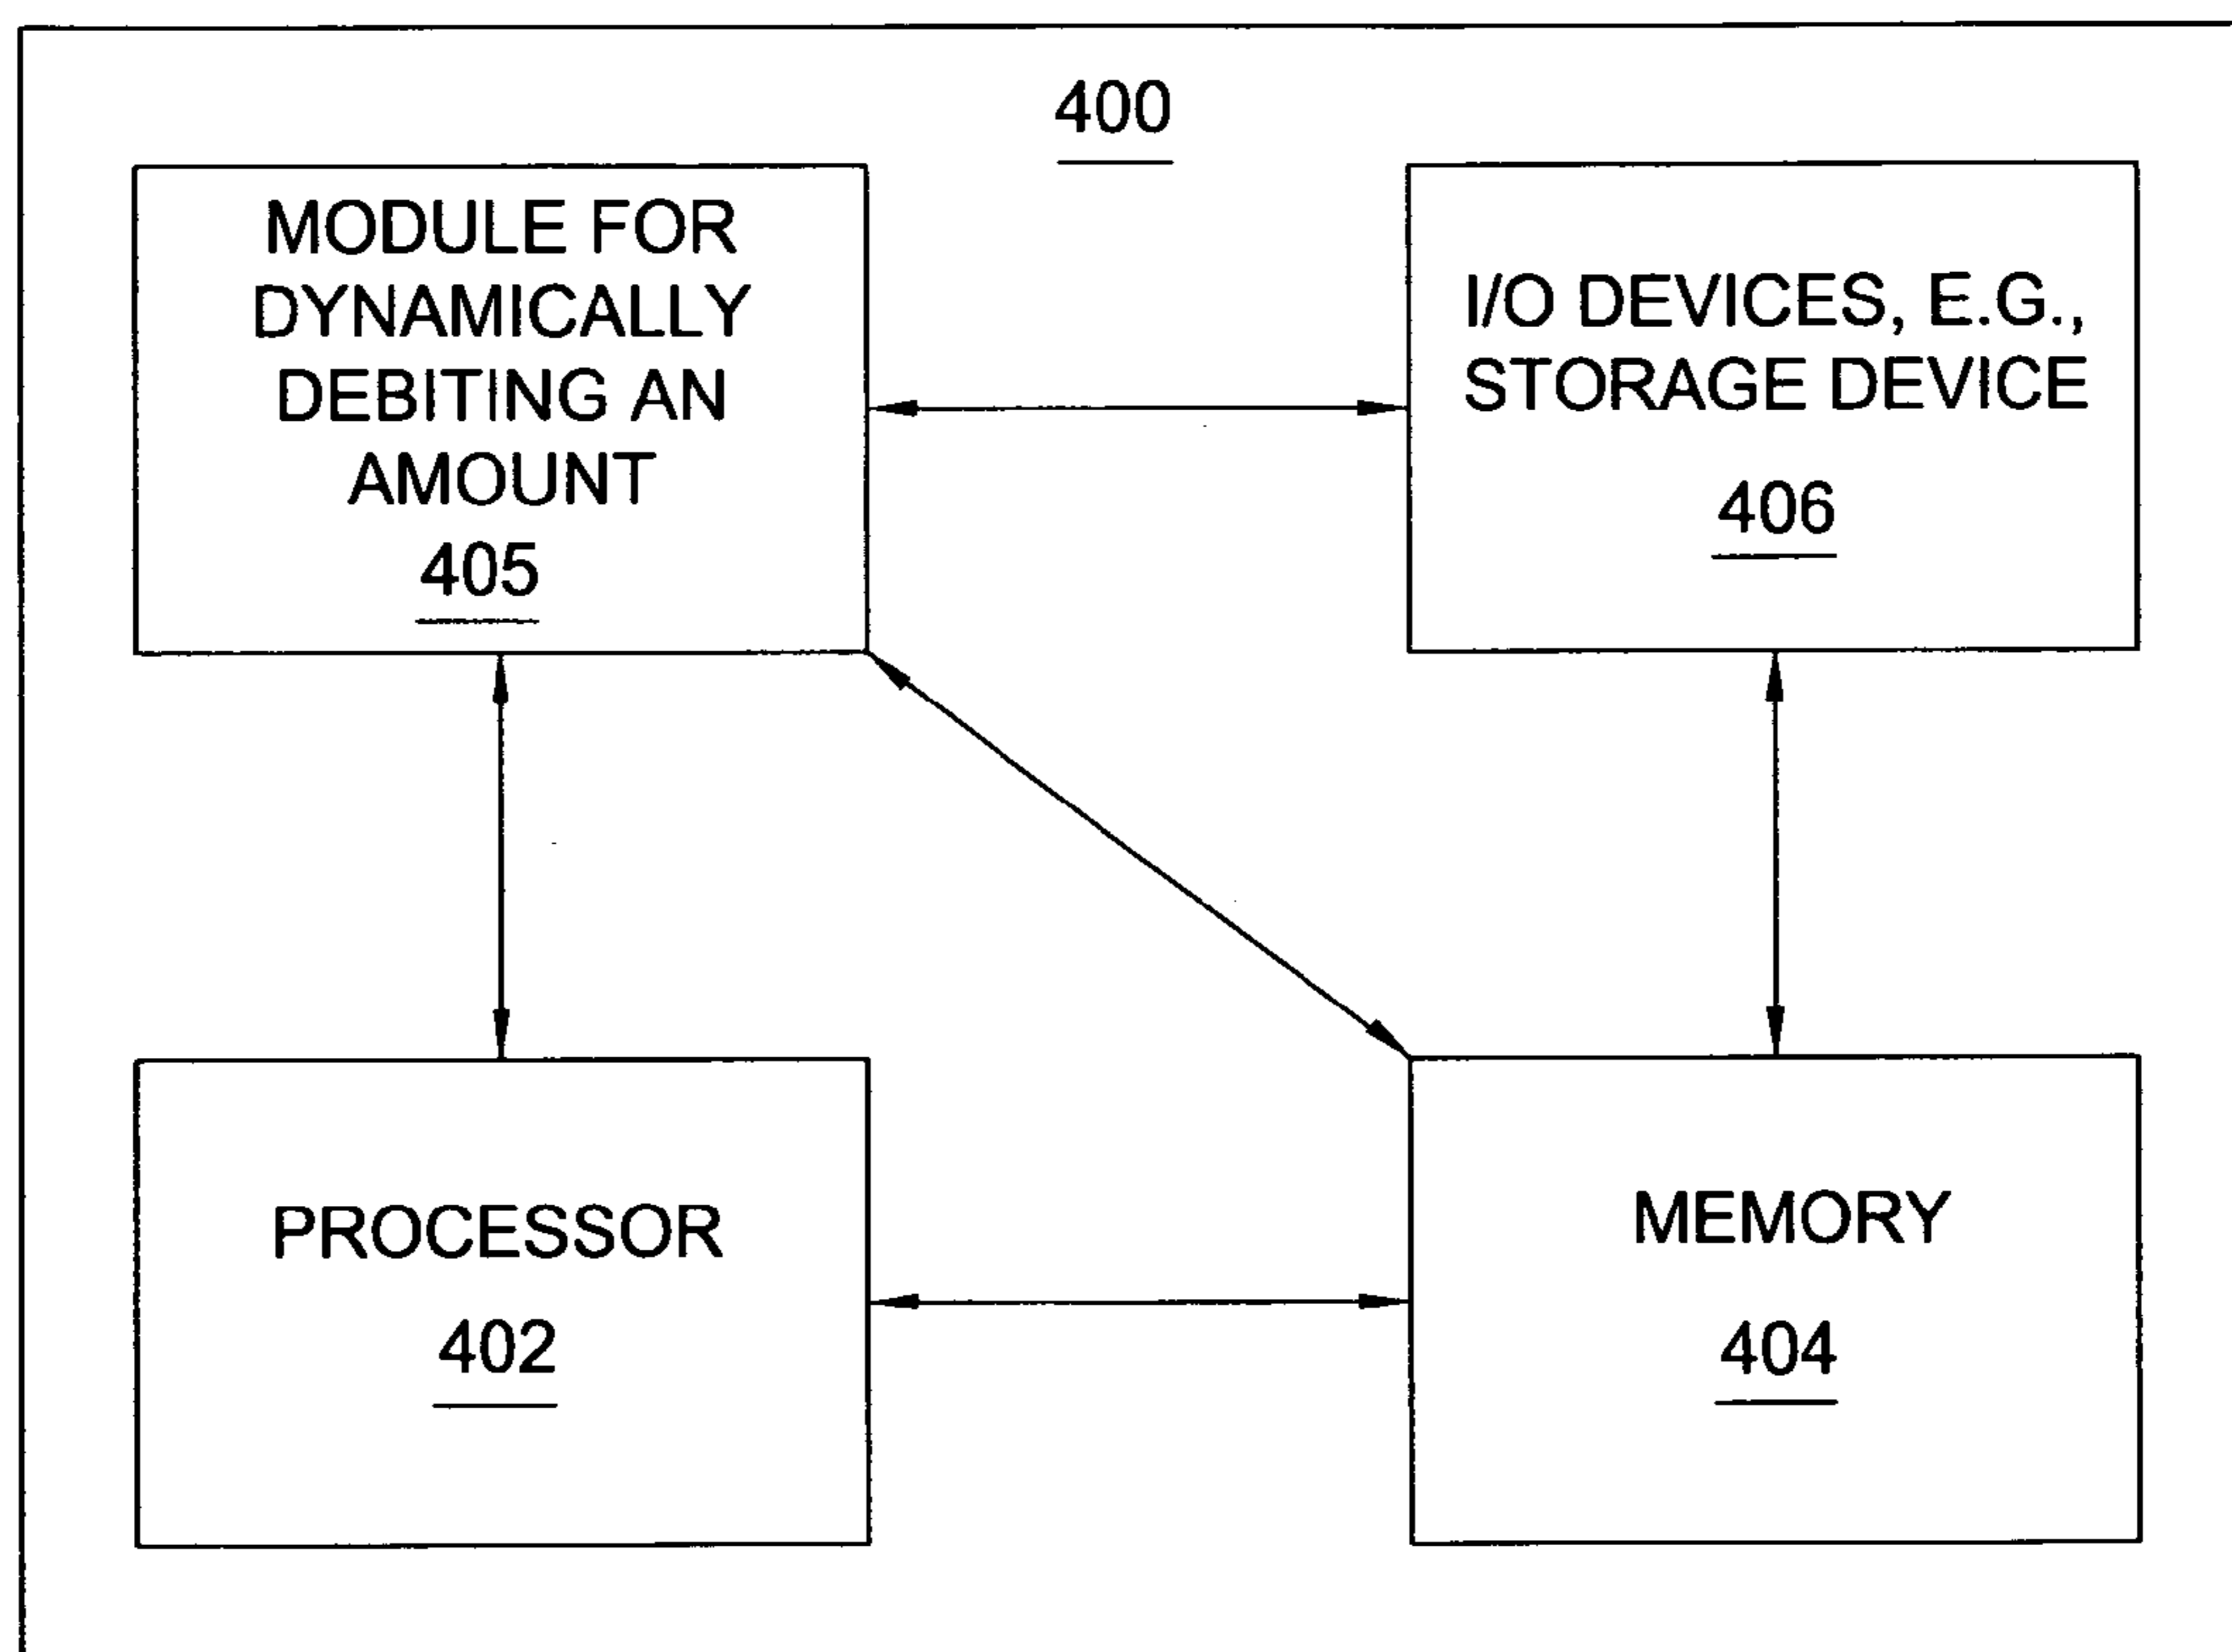 400
MODULE FOR
DYNAMICALLY
DEBITING AN
AMOUNT
405
I/O DEVICES, E.G.,
STORAGE DEVICE
406
PROCESSOR
402
MEMORY
404